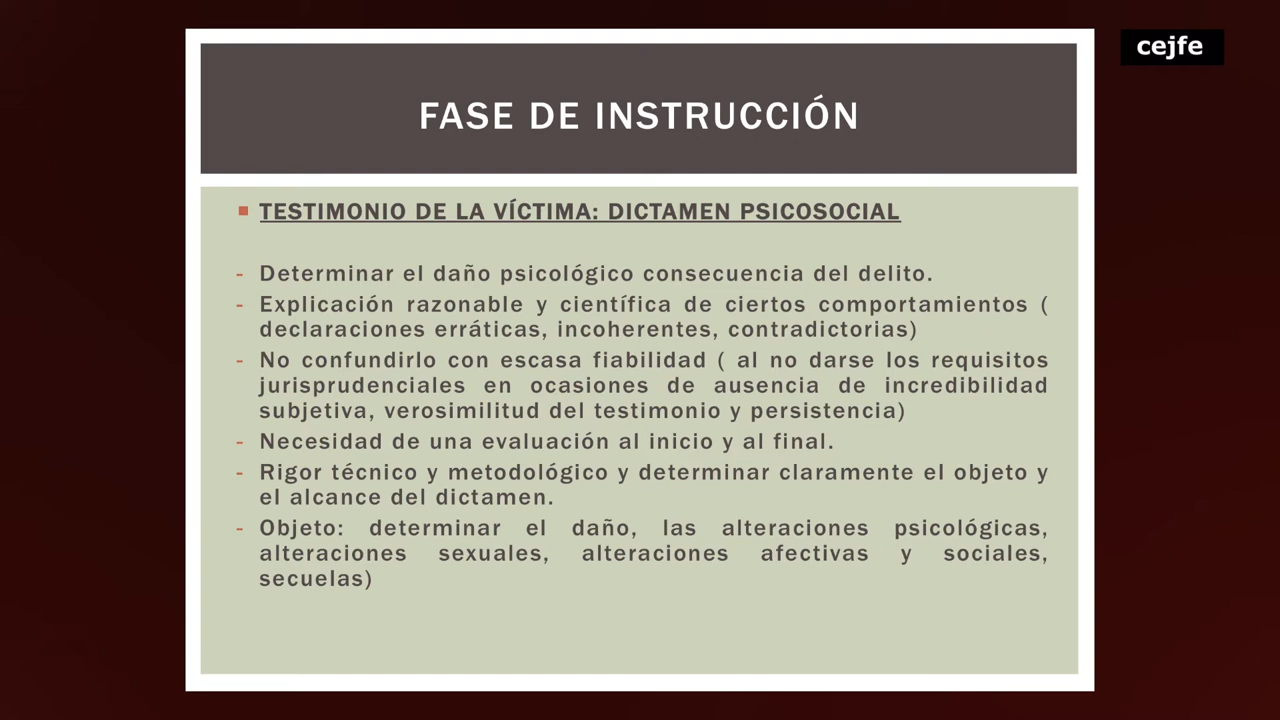 cejfe
FASE DE INSTRUCCIÓN
TESTIMONIO DE LA VÍCTIMA: DICTAMEN PSICOSOCIAL
- Determinar el daño psicológico consecuencia del delito.
- Explicación razonable y científica de ciertos comportamientos (
declaraciones erráticas, incoherentes, contradictorias)
- No confundirlo con escasa fiabilidad ( al no darse los requisitos
jurisprudenciales en ocasiones de ausencia de incredibilidad
subjetiva, verosimilitud del testimonio y persistencia)
- Necesidad de una evaluación al inicio y al final.
- Rigor técnico y metodológico y determinar claramente el objeto y
el alcance del dictamen.
- Objeto: determinar el daño, las alteraciones psicológicas,
alteraciones sexuales, alteraciones afectivas y sociales,
secuelas)